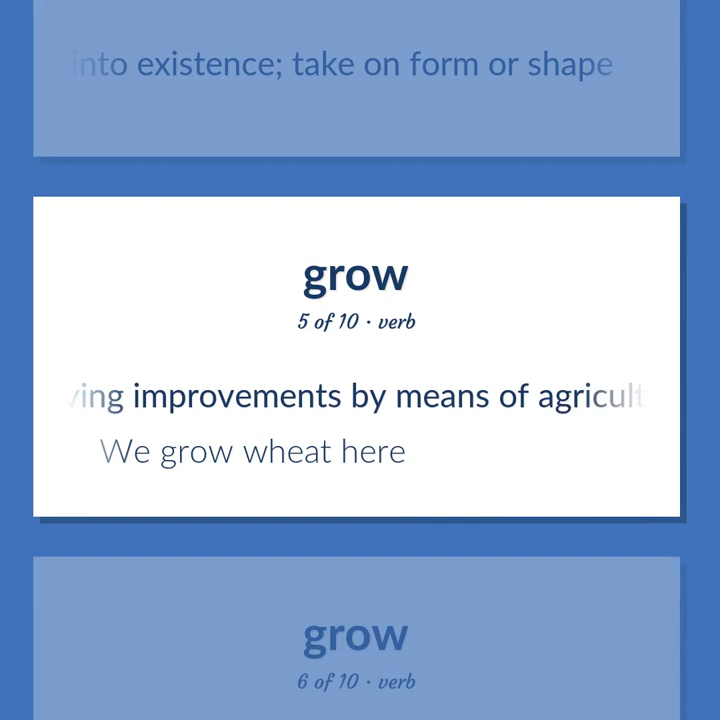 into existence; take on form or shape
grow
5 of 10 · verb
improvements by means of
We grow wheat here
grow
6 of 10 · verb